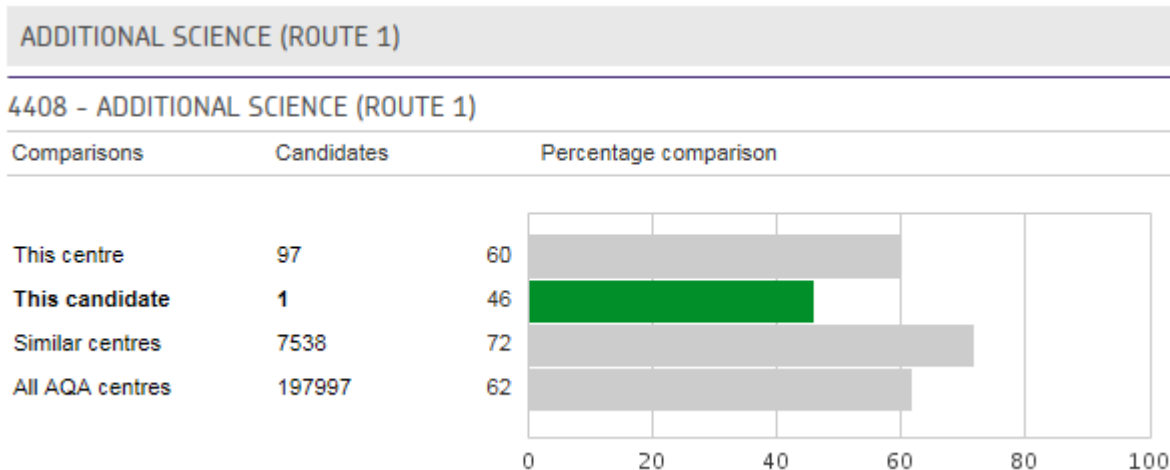 ADDITIONAL SCIENCE (ROUTE 1)
4408 - ADDITIONAL SCIENCE (ROUTE 1)
Comparisons Candidates Percentage comparison
This centre 97 60
This candidate 1 46
Similar centres 7538 72
All AQA centres 197997 62
0 20 40 60 80 100